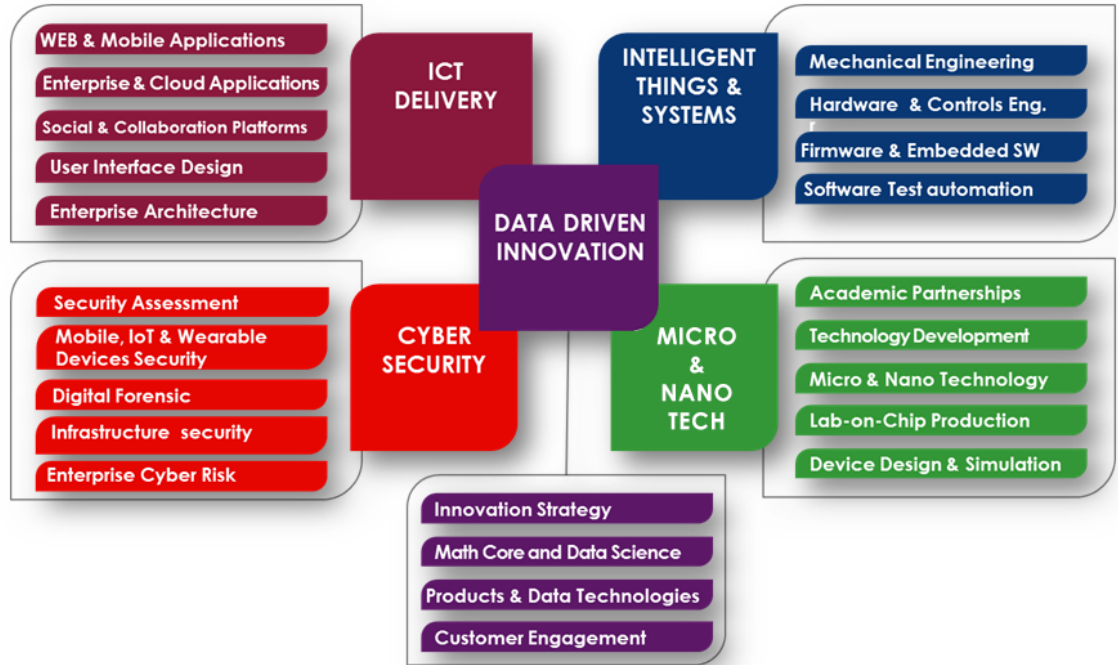 WEB & Mobile Applications
Enterprise & Cloud Applications
Social & Collaboration Platforms
User Interface Design
Enterprise Architecture
ICT
DELIVERY
INTELLIGENT
THINGS &
SYSTEMS
Mechanical Engineering
Hardware & Controls Eng.
r
Firmware & Embedded SW
Software Test automation
DATA DRIVEN
INNOVATION
Security Assessment
Mobile, IoT & Wearable
Devices Security
Digital Forensic
Infrastructure security
Enterprise Cyber Risk
CYBER
SECURITY
MICRO
&
NANO
TECH
Academic Partnerships
Technology Development
Micro & Nano Technology
Lab-on-Chip Production
Device Design & Simulation
Innovation Strategy
Math Core and Data Science
Products & Data Technologies
Customer Engagement